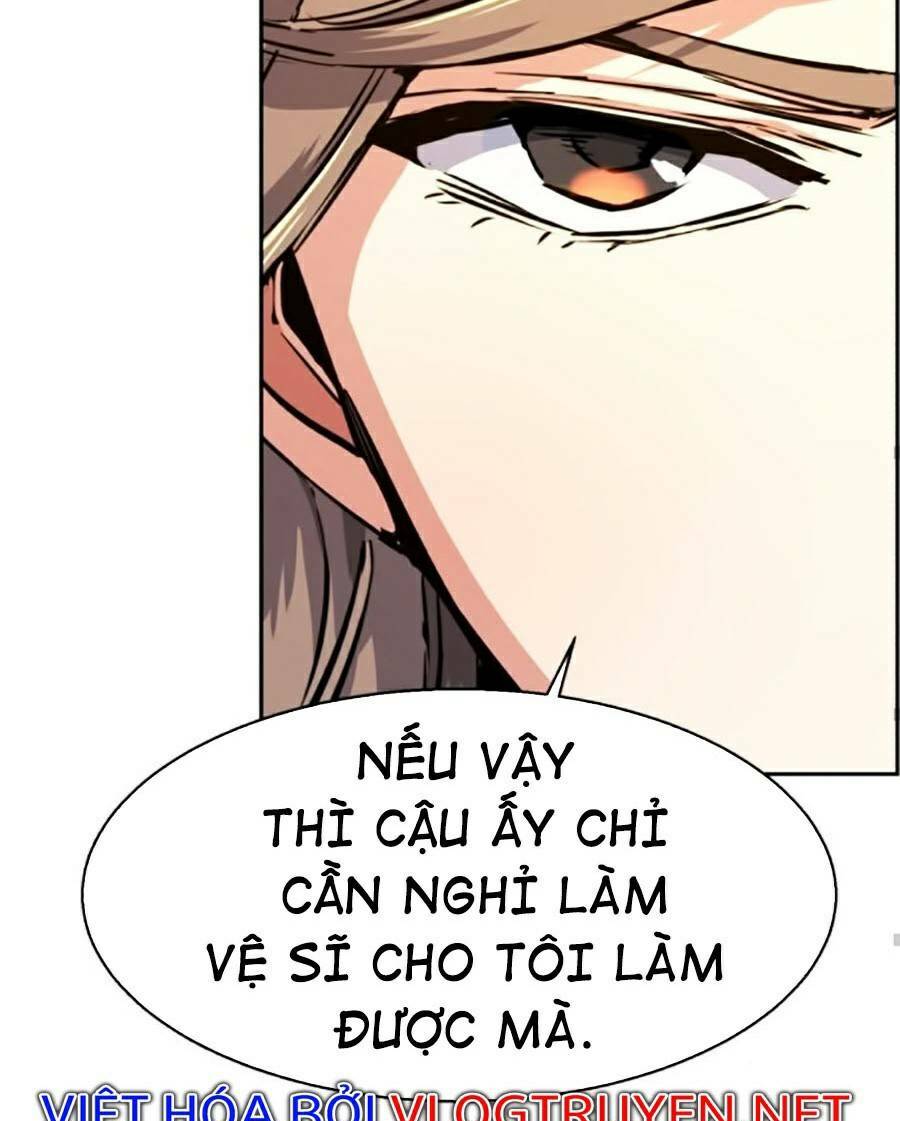 NẾU VẬY
THÌ CẬU ẤY CHỈ
CẦN NGHỈ LÀM
VỆ SĨ CHO TÔI LÀM
ĐƯỢC MÀ.
VIỆT HÓA BỞI VLOGTRUYEN.NET